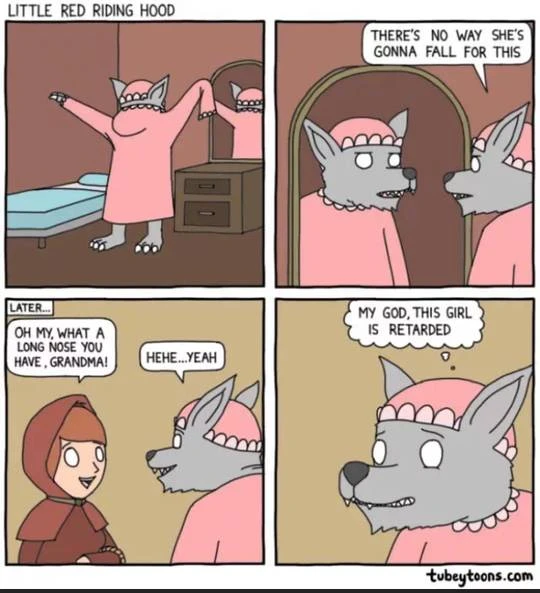 LITTLE RED RIDING HOOD
THERE'S NO WAY SHE'S
GONNA FALL FOR THIS
LATER...
OH MY, WHAT A
LONG NOSE YOU
HAVE, GRANDMA!
HEHE...YEAH
MY GOD, THIS GIRL
IS RETARDED
tubeytoons.com